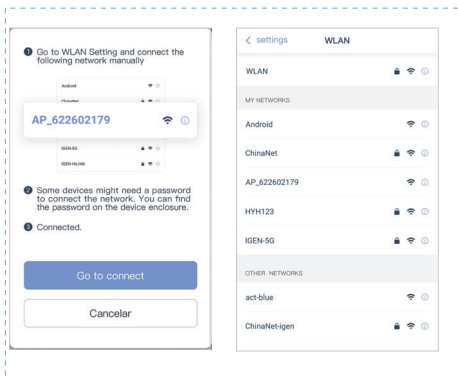 1 Go to WLAN Setting and connect the
following network manually
Android
ChinaNet
AP_622602179
IGEN-5G
IGEN-HILINK
2 Some devices might need a password
to connect the network. You can find
the password on the device enclosure.
3 Connected.
Go to connect
Cancelar
< settings WLAN
WLAN
MY NETWORKS
Android
ChinaNet
AP_622602179
HYH123
IGEN-5G
OTHER NETWORKS
act-blue
ChinaNet-igen